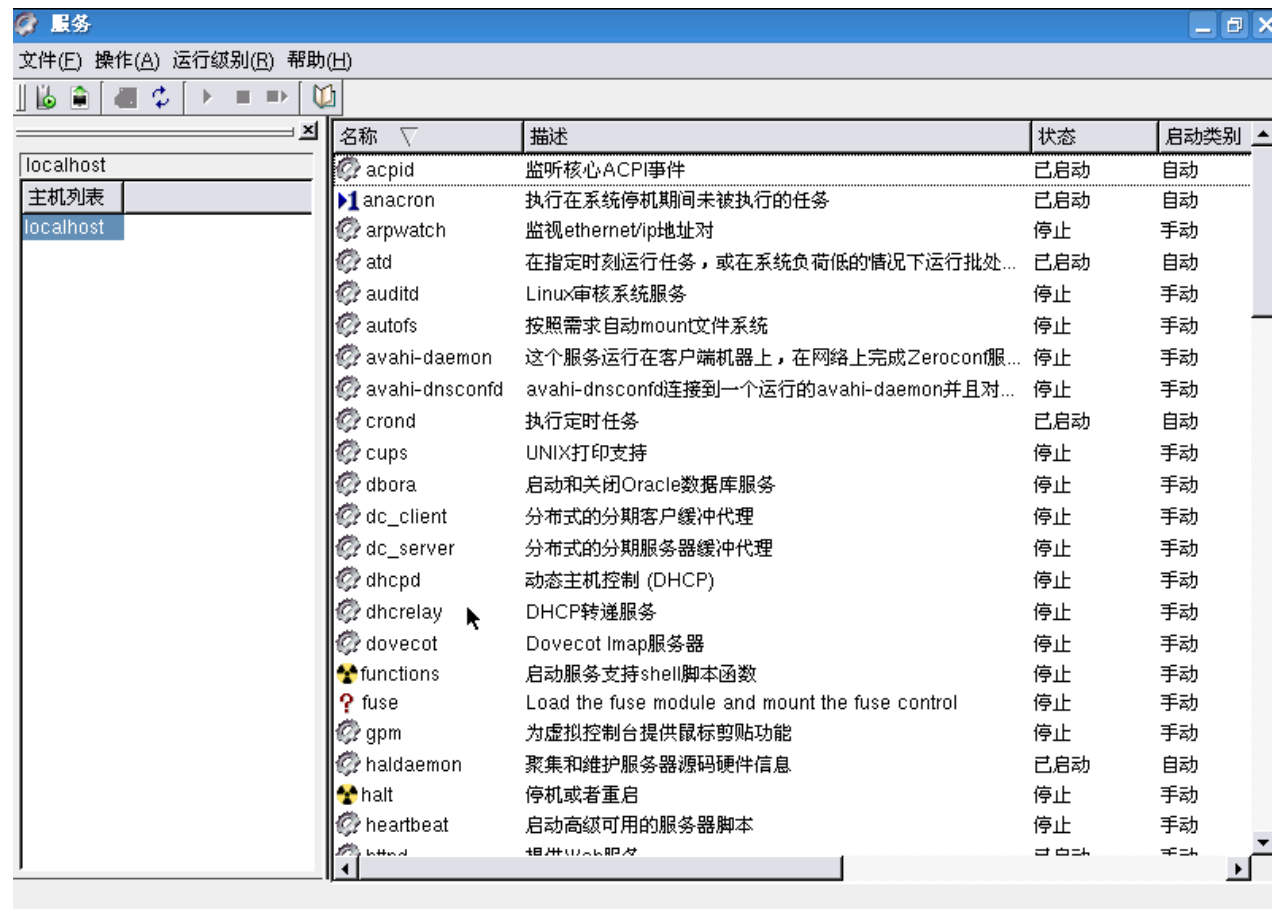 服务
文件(F) 操作(A) 运行级别(R) 帮助(H)
localhost
主机列表
localhost
名称 描述 状态 启动类别
acpid 监听核心ACPI事件 已启动 自动
anacron 执行在系统停机期间未被执行的任务 已启动 自动
arpwatch 监视ethernet/ip地址对 停止 手动
atd 在指定时刻运行任务，或在系统负荷低的情况下运行批处... 已启动 自动
auditd Linux审核系统服务 停止 手动
autofs 按照需求自动mount文件系统 停止 手动
avahi-daemon 这个服务运行在客户端机器上，在网络上完成Zeroconf服... 停止 手动
avahi-dnsconfd avahi-dnsconfd连接到一个运行的avahi-daemon并且对... 停止 手动
crond 执行定时任务 已启动 自动
cups UNIX打印支持 停止 手动
dbora 启动和关闭Oracle数据库服务 停止 手动
dc_client 分布式的分期客户缓冲代理 停止 手动
dc_server 分布式的分期服务器缓冲代理 停止 手动
dhcpd 动态主机控制 (DHCP) 停止 手动
dhcrelay DHCP转递服务 停止 手动
dovecot Dovecot Imap服务器 停止 手动
functions 启动服务支持shell脚本函数 停止 手动
fuse Load the fuse module and mount the fuse control 停止 手动
gpm 为虚拟控制台提供鼠标剪贴功能 停止 手动
haldaemon 聚集和维护服务器源码硬件信息 已启动 自动
halt 停机或者重启 停止 手动
heartbeat 启动高级可用的服务器脚本 停止 手动
httpd 提供Web服务 已启动 手动